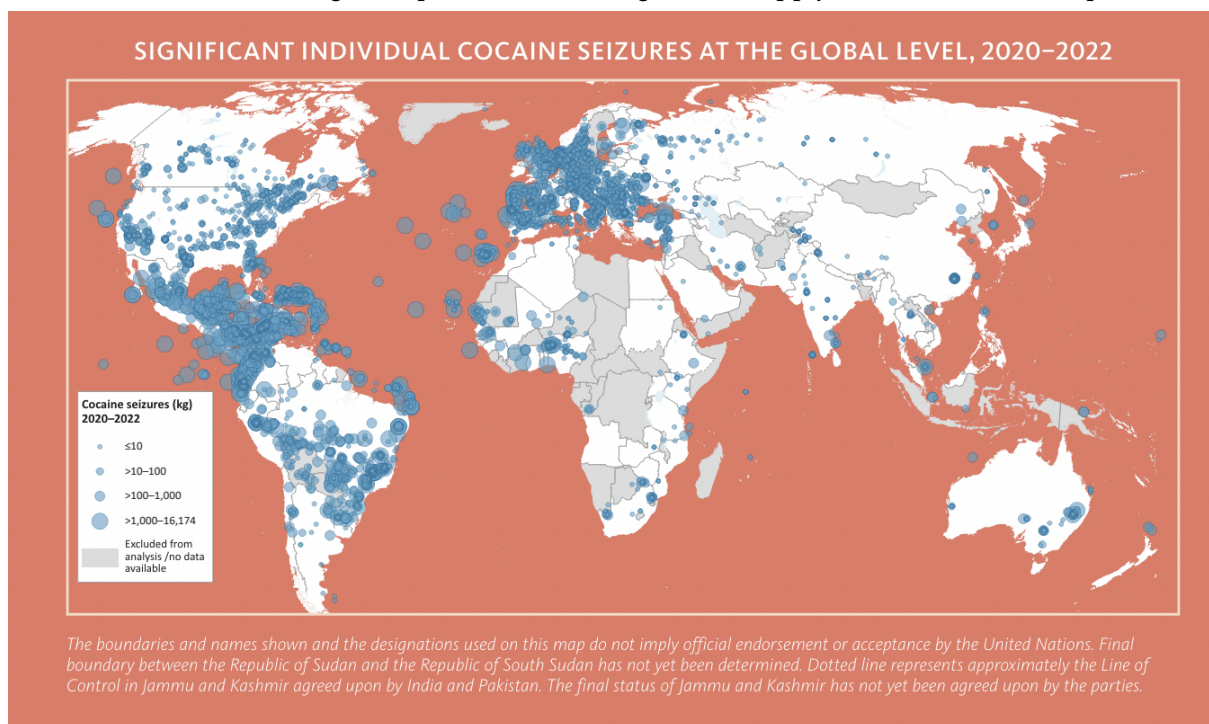 SIGNIFICANT INDIVIDUAL COCAINE SEIZURES AT THE GLOBAL LEVEL, 2020–2022
Cocaine seizures (kg)
2020–2022
≤10
>10–100
>100–1,000
>1,000–16,174
Excluded from
analysis /no data
available
The boundaries and names shown and the designations used on this map do not imply official endorsement or acceptance by the United Nations. Final
boundary between the Republic of Sudan and the Republic of South Sudan has not yet been determined. Dotted line represents approximately the Line of
Control in Jammu and Kashmir agreed upon by India and Pakistan. The final status of Jammu and Kashmir has not yet been agreed upon by the parties.